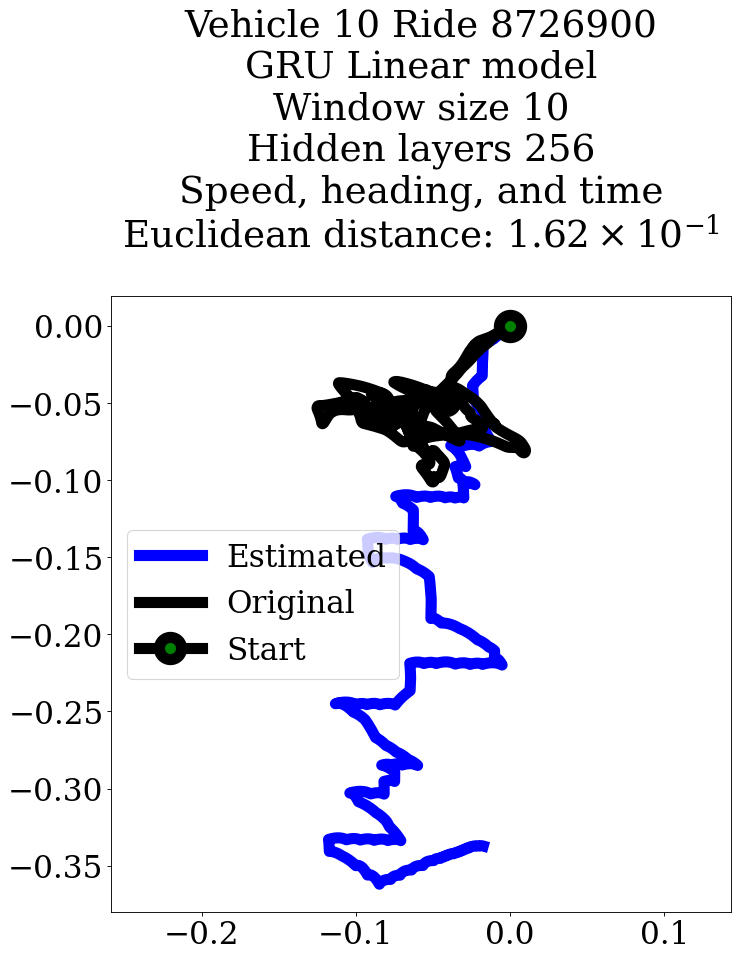 Vehicle 10 Ride 8726900
GRU Linear model
Window size 10
Hidden layers 256
Speed, heading, and time
Euclidean distance: 1.62 × 10⁻¹
0.00
−0.05
−0.10
−0.15
−0.20
−0.25
−0.30
−0.35
Estimated
Original
Start
−0.2 −0.1 0.0 0.1